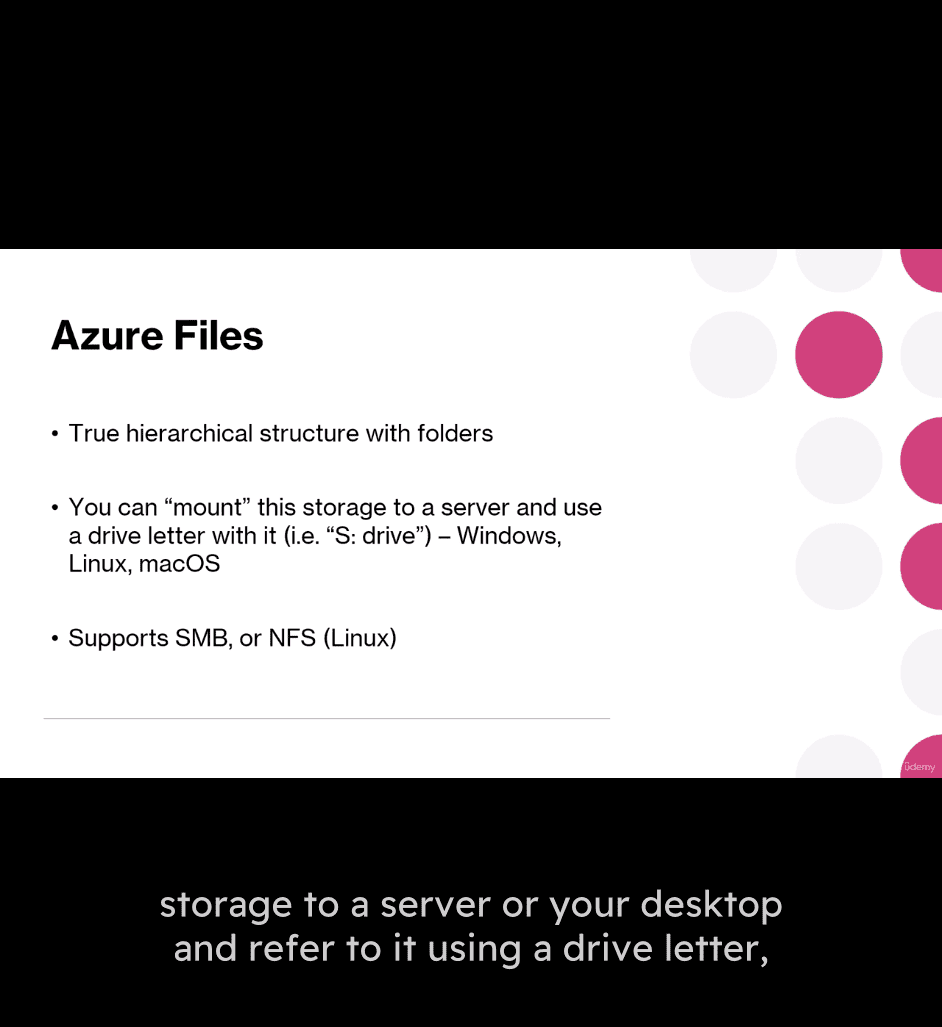 Azure Files
• True hierarchical structure with folders
• You can “mount” this storage to a server and use
a drive letter with it (i.e. “S: drive”) – Windows,
Linux, macOS
• Supports SMB, or NFS (Linux)
ûdemy
storage to a server or your desktop
and refer to it using a drive letter,